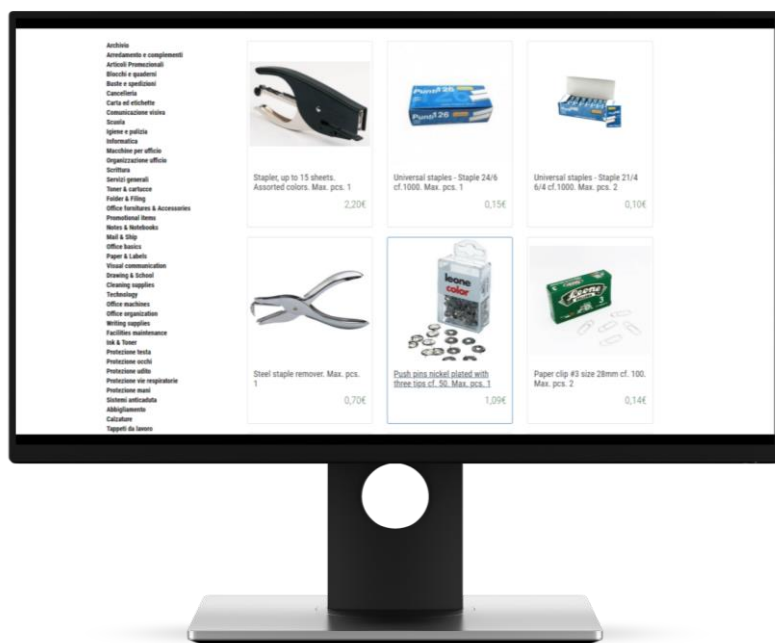 Archivio
Arredamento e complementi
Articoli Promozionali
Blocchi e quaderni
Buste e spedizioni
Cancelleria
Carta ed etichette
Comunicazione visiva
Scuola
Igiene e pulizia
Informatica
Macchine per ufficio
Organizzazione ufficio
Scrittura
Servizi generali
Toner & cartucce
Folder & Filing
Office fornitures & Accessories
Promotional items
Notes & Notebooks
Mail & Ship
Office basics
Paper & Labels
Visual communication
Drawing & School
Cleaning supplies
Technology
Office machines
Office organization
Writing supplies
Facilities maintenance
Ink & Toner
Protezione testa
Protezione occhi
Protezione udito
Protezione vie respiratorie
Protezione mani
Sistemi anticaduta
Abbigliamento
Calzature
Tappeti da lavoro
Stapler, up to 15 sheets.
Assorted colors. Max. pcs. 1
2,20€
Punti 126
Universal staples - Staple 24/6
cf.1000. Max. pcs. 1
0,15€
Universal staples - Staple 21/4
6/4 cf.1000. Max. pcs. 2
0,10€
Steel staple remover. Max. pcs.
1
0,70€
leone
color
Push pins nickel plated with
three tips cf. 50. Max. pcs. 1
1,09€
Leone
3
Paper clip #3 size 28mm cf. 100.
Max. pcs. 2
0,14€